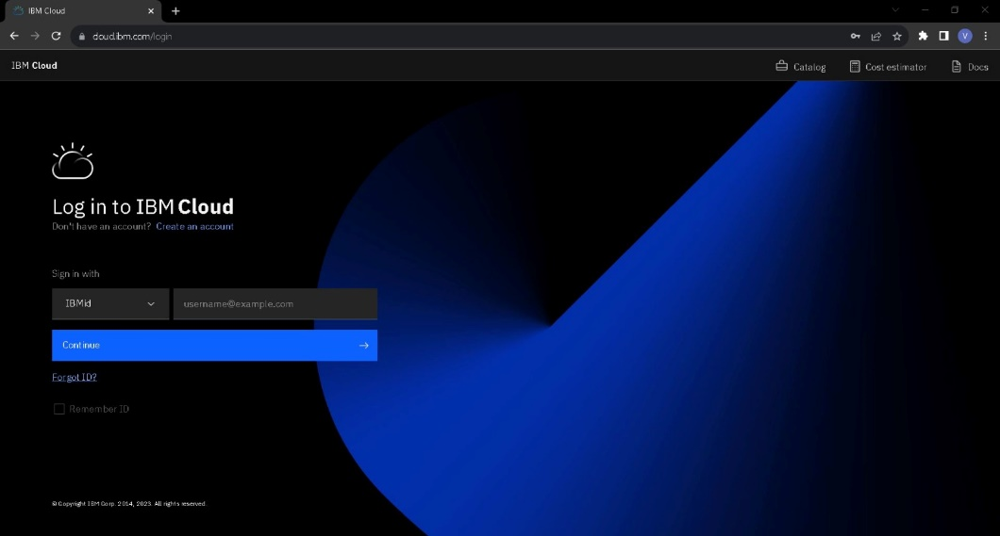 IBM Cloud
cloud.ibm.com/login
V
IBM Cloud
Catalog
Cost estimator
Docs
Log in to IBM Cloud
Don't have an account? Create an account
Sign in with
IBMid
username@example.com
Continue
Forgot ID?
Remember ID
© Copyright IBM Corp. 2014, 2023. All rights reserved.